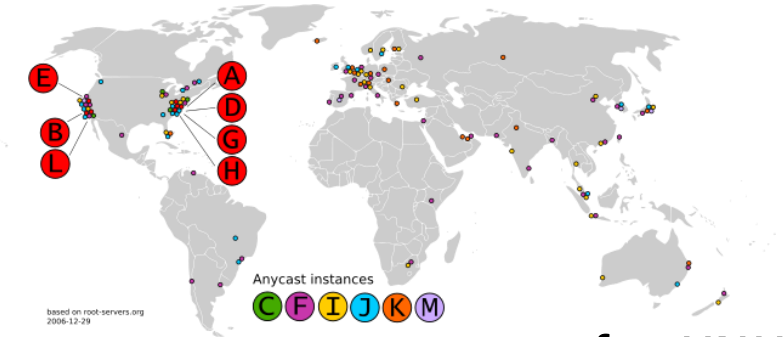 E
A
D
B
G
L
H
Anycast instances
C F I J K M
based on root-servers.org
2006-12-29